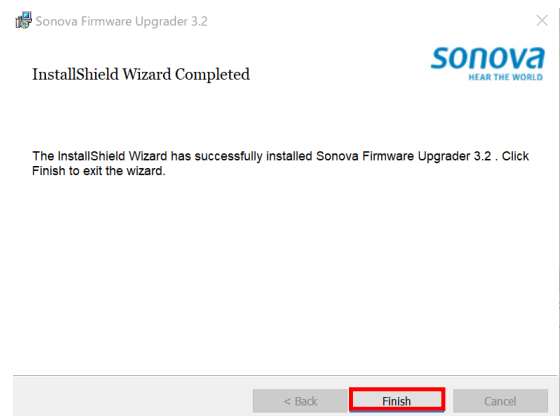 Sonova Firmware Upgrader 3.2
sonova
HEAR THE WORLD
InstallShield Wizard Completed
The InstallShield Wizard has successfully installed Sonova Firmware Upgrader 3.2 . Click
Finish to exit the wizard.
< Back Finish Cancel